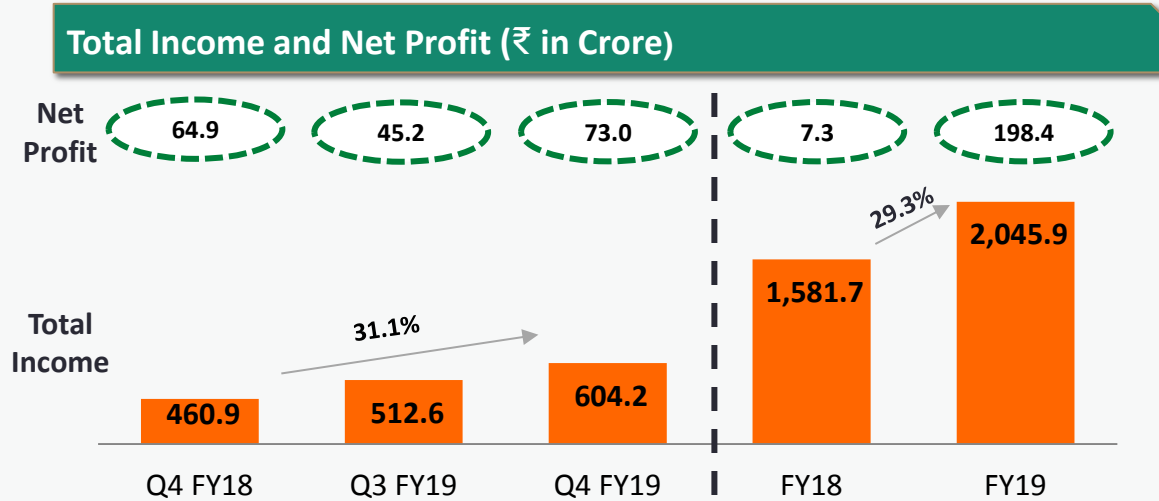 Total Income and Net Profit (₹ in Crore)
Net
Profit
64.9
45.2
73.0
7.3
198.4
29.3%
2,045.9
1,581.7
Total
Income
31.1%
460.9
512.6
604.2
Q4 FY18
Q3 FY19
Q4 FY19
FY18
FY19